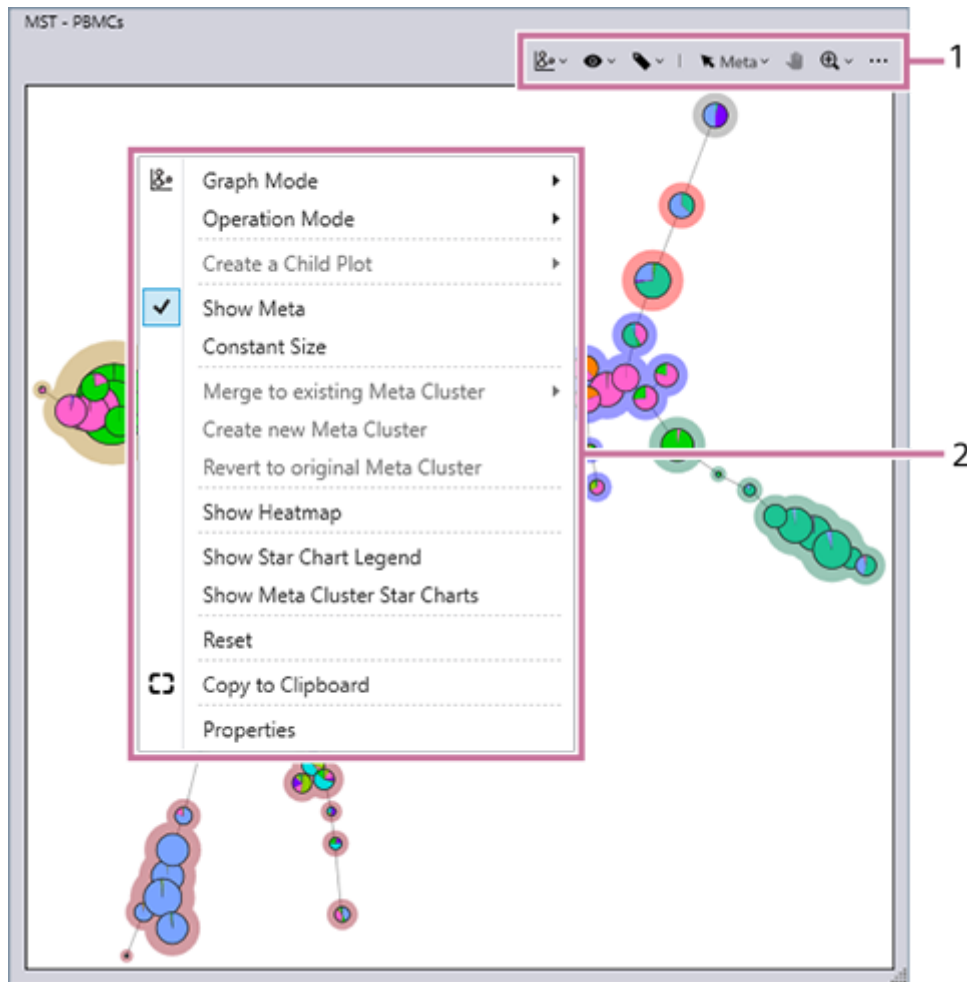 MST - PBMCs
Meta
1
Graph Mode
Operation Mode
Create a Child Plot
Show Meta
Constant Size
Merge to existing Meta Cluster
Create new Meta Cluster
Revert to original Meta Cluster
2
Show Heatmap
Show Star Chart Legend
Show Meta Cluster Star Charts
Reset
Copy to Clipboard
Properties